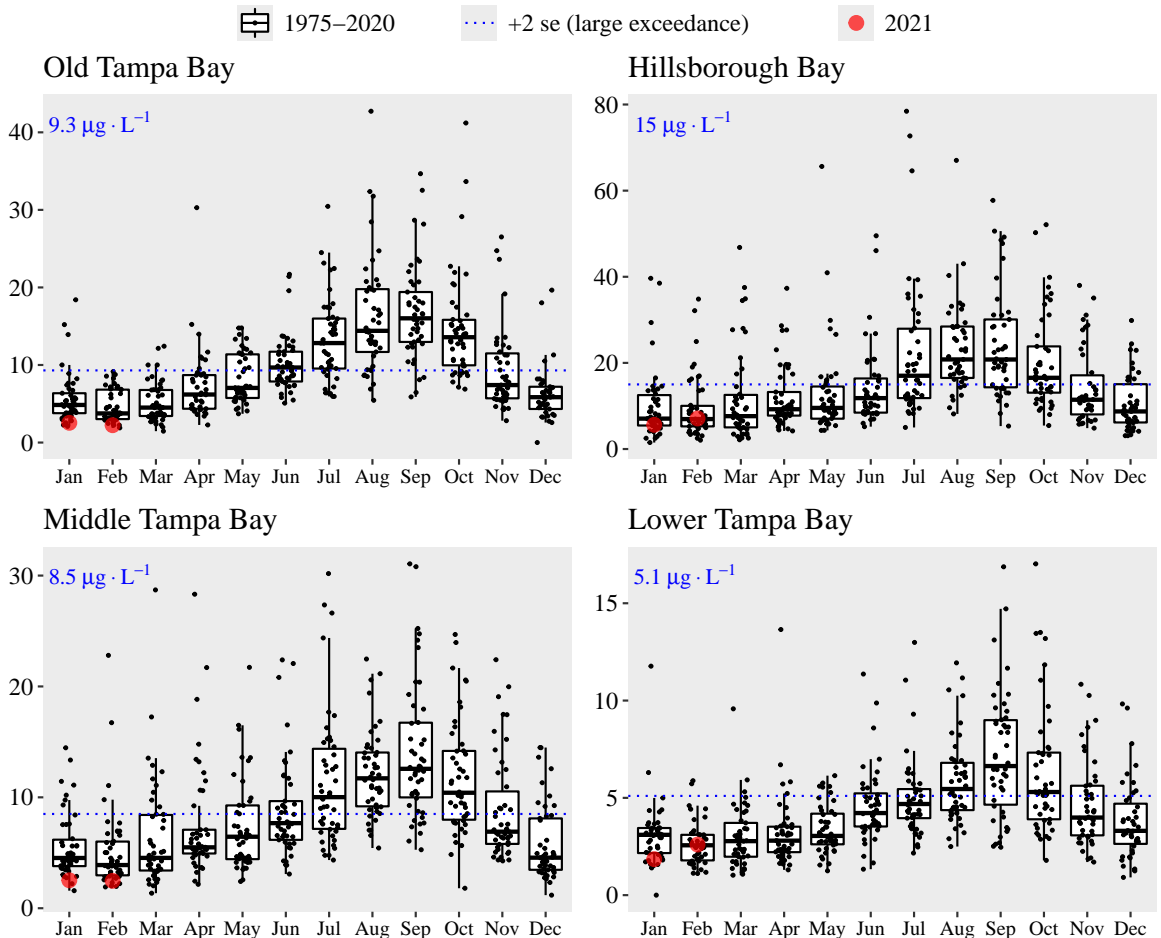 1975–2020 +2 se (large exceedance) 2021
Old Tampa Bay
9.3 μg · L⁻¹
40
30
20
10
0
Jan Feb Mar Apr May Jun Jul Aug Sep Oct Nov Dec
Hillsborough Bay
15 μg · L⁻¹
80
60
40
20
0
Jan Feb Mar Apr May Jun Jul Aug Sep Oct Nov Dec
Middle Tampa Bay
8.5 μg · L⁻¹
30
20
10
0
Jan Feb Mar Apr May Jun Jul Aug Sep Oct Nov Dec
Lower Tampa Bay
5.1 μg · L⁻¹
15
10
5
0
Jan Feb Mar Apr May Jun Jul Aug Sep Oct Nov Dec